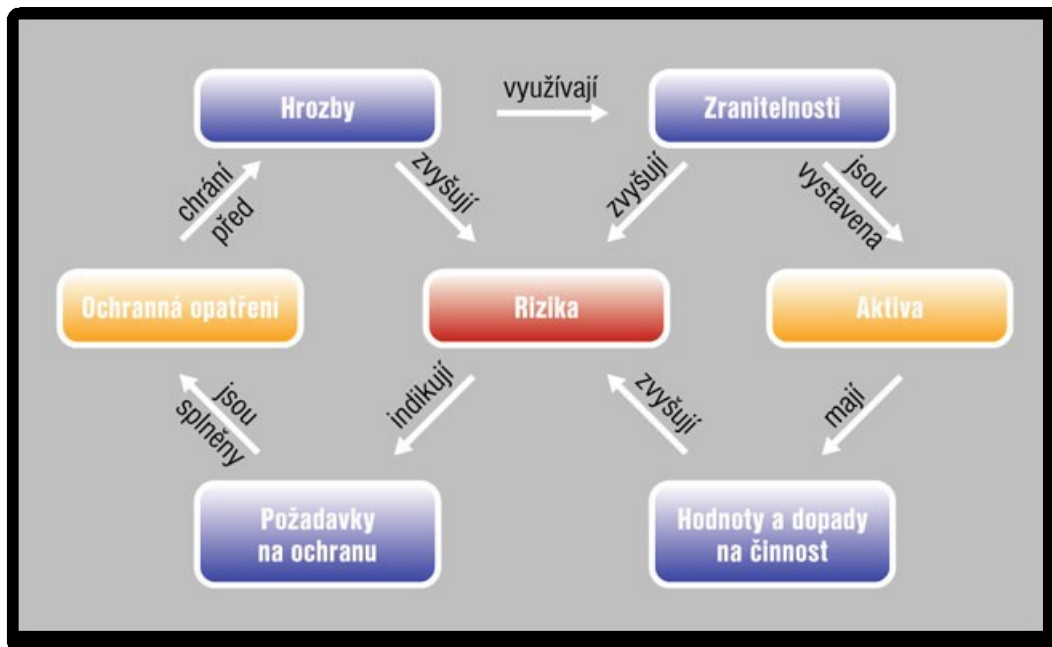 Hrozby
využívají
Zranitelnosti
chrání
před
zvyšují
zvyšují
jsou
vystavena
Ochranná opatření
Rizika
Aktiva
jsou
splněny
indikují
zvyšují
mají
Požadavky
na ochranu
Hodnoty a dopady
na činnost